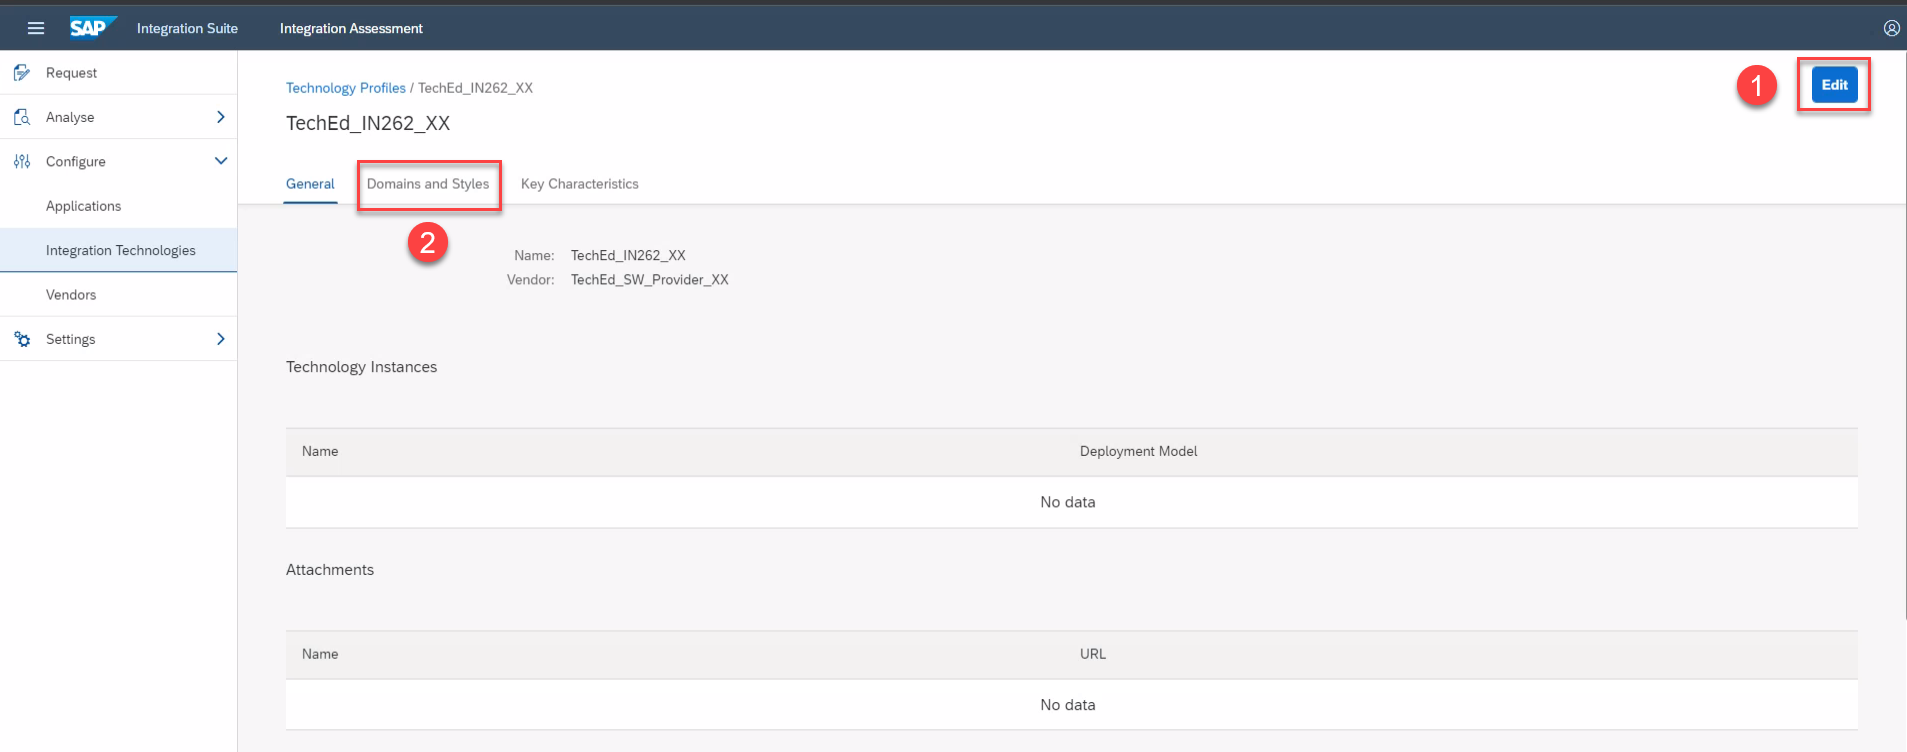 SAP Integration Suite Integration Assessment
Request
Analyse
Configure
Applications
Integration Technologies
Vendors
Settings
Technology Profiles / TechEd_IN262_XX
1 Edit
TechEd_IN262_XX
General Domains and Styles Key Characteristics
2
Name: TechEd_IN262_XX
Vendor: TechEd_SW_Provider_XX
Technology Instances
Name Deployment Model
No data
Attachments
Name URL
No data